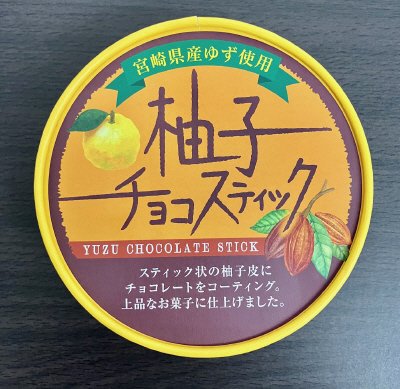 宮崎県産ゆず使用
柚子
チョコスティック
YUZU CHOCOLATE STICK
スティック状の柚子皮に
チョコレートをコーティング。
上品なお菓子に仕上げました。